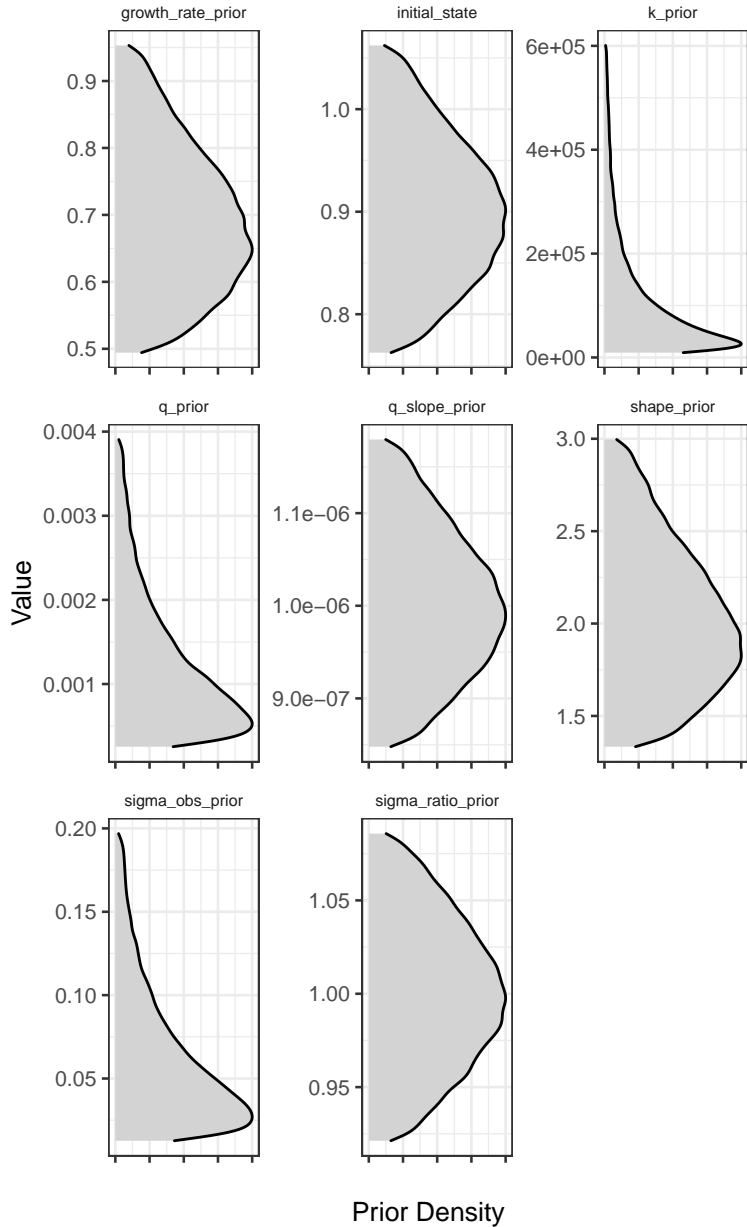 growth_rate_prior
0.9
0.8
0.7
0.6
0.5
initial_state
1.0
0.9
0.8
k_prior
6e+05
4e+05
2e+05
0e+00
q_prior
0.004
0.003
0.002
0.001
q_slope_prior
1.1e−06
1.0e−06
9.0e−07
shape_prior
3.0
2.5
2.0
1.5
sigma_obs_prior
0.20
0.15
0.10
0.05
sigma_ratio_prior
1.05
1.00
0.95
Value
Prior Density